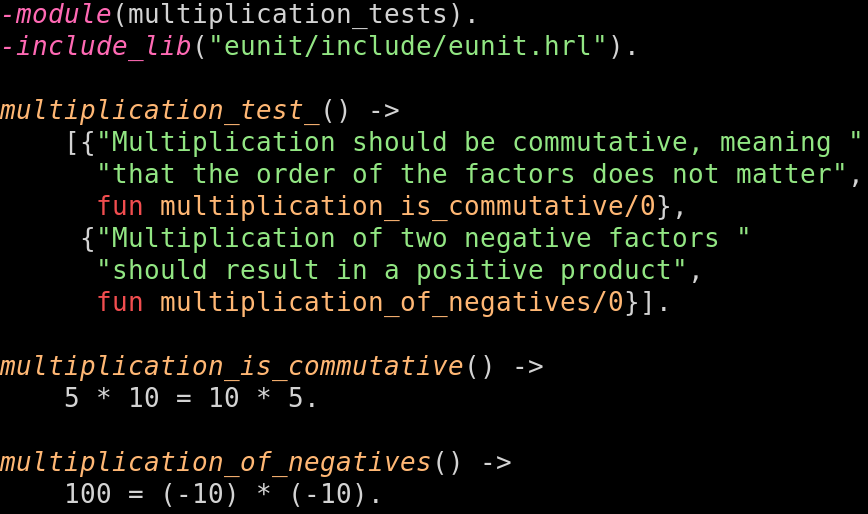 -module(multiplication_tests).
-include_lib("eunit/include/eunit.hrl").

multiplication_test_() ->
    [{"Multiplication should be commutative, meaning "
      "that the order of the factors does not matter",
      fun multiplication_is_commutative/0},
     {"Multiplication of two negative factors "
      "should result in a positive product",
      fun multiplication_of_negatives/0}].

multiplication_is_commutative() ->
    5 * 10 = 10 * 5.

multiplication_of_negatives() ->
    100 = (-10) * (-10).